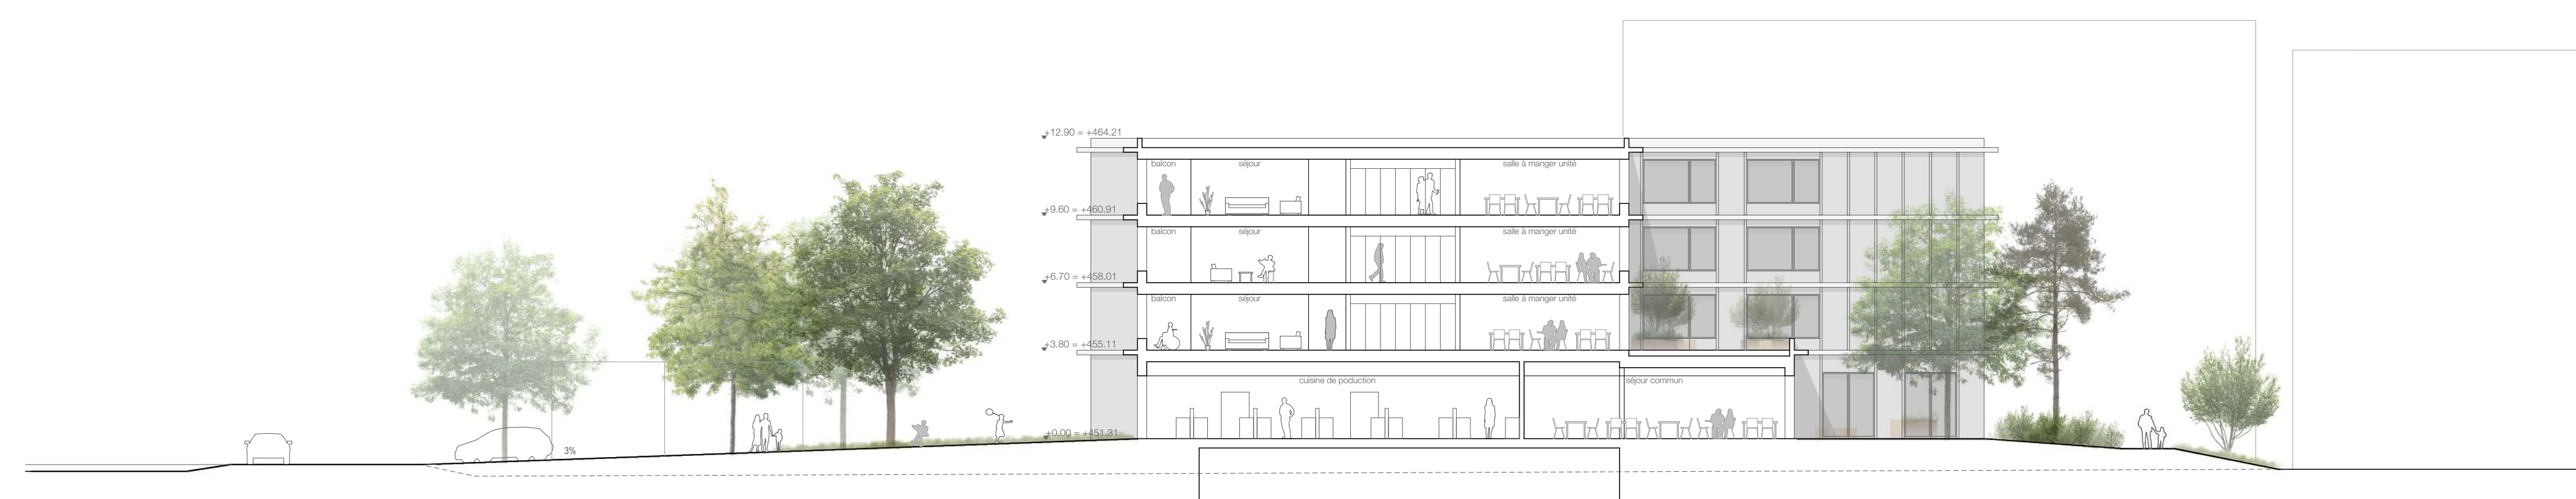 +12.90 = +464.21
balcon séjour salle à manger unité
+9.60 = +460.91
balcon séjour salle à manger unité
+6.70 = +458.01
balcon séjour salle à manger unité
+3.80 = +455.11
cuisine de poduction séjour commun
+0.00 = +451.31
3%